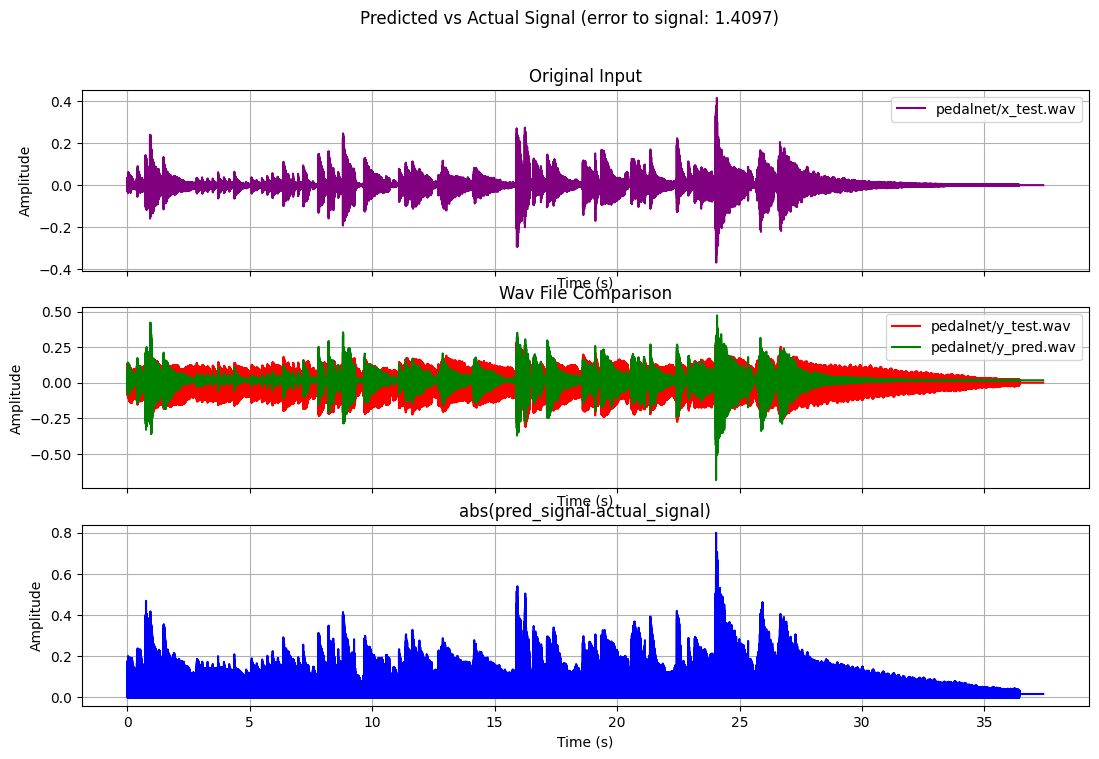 Predicted vs Actual Signal (error to signal: 1.4097)
Original Input
pedalnet/x_test.wav
Amplitude
0.4
0.2
0.0
−0.2
−0.4
Time (s)
Wav File Comparison
pedalnet/y_test.wav
pedalnet/y_pred.wav
Amplitude
0.50
0.25
0.00
−0.25
−0.50
Time (s)
abs(pred_signal-actual_signal)
Amplitude
0.8
0.6
0.4
0.2
0.0
0 5 10 15 20 25 30 35
Time (s)